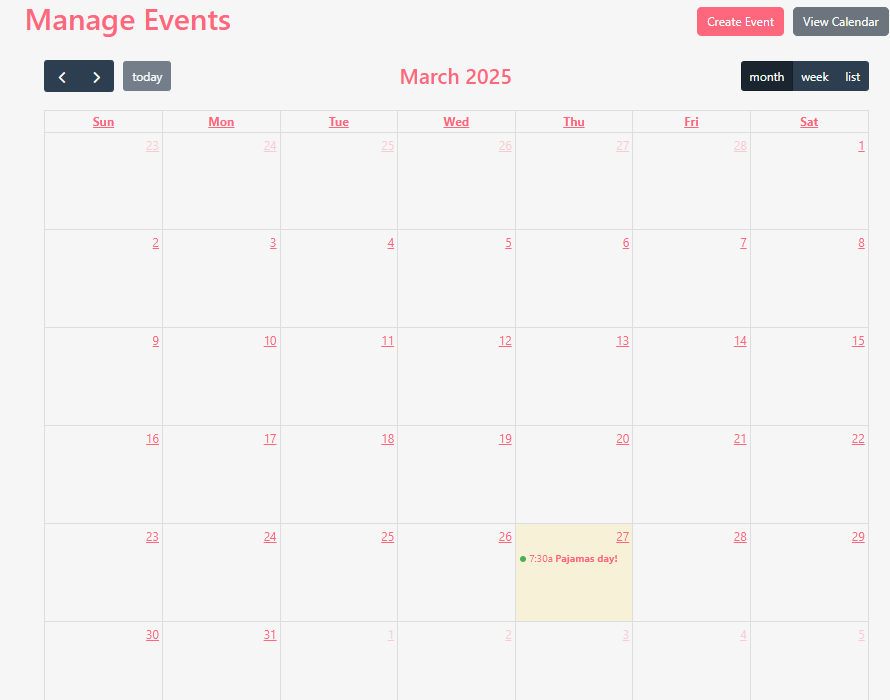 Manage Events
Create Event View Calendar
today
March 2025
month week list
Sun Mon Tue Wed Thu Fri Sat
23 24 25 26 27 28 1
2 3 4 5 6 7 8
9 10 11 12 13 14 15
16 17 18 19 20 21 22
23 24 25 26 27 28 29
7:30a Pajamas day!
30 31 1 2 3 4 5